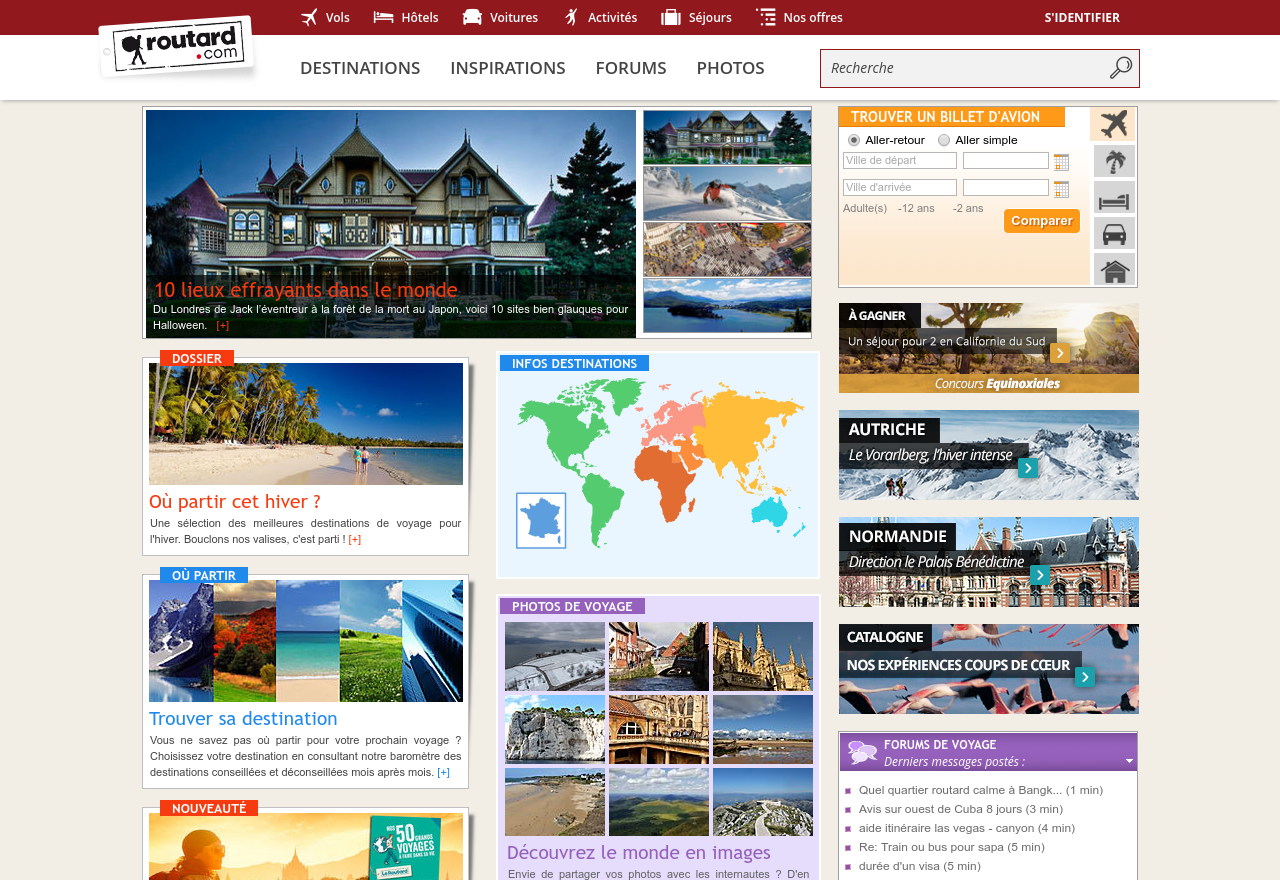 Vols
Hôtels
Voitures
Activités
Séjours
Nos offres
S'IDENTIFIER
routard
.com
DESTINATIONS
INSPIRATIONS
FORUMS
PHOTOS
Recherche
10 lieux effrayants dans le monde
Du Londres de Jack l'éventreur à la forêt de la mort au Japon, voici 10 sites bien glauques pour
Halloween. [+]
TROUVER UN BILLET D'AVION
Aller-retour
Aller simple
Ville de départ
Ville d'arrivée
Adulte(s)
-12 ans
-2 ans
Comparer
À GAGNER
Un séjour pour 2 en Californie du Sud
Concours Equinoxiales
DOSSIER
Où partir cet hiver ?
Une sélection des meilleures destinations de voyage pour
l'hiver. Bouclons nos valises, c'est parti ! [+]
INFOS DESTINATIONS
AUTRICHE
Le Vorarlberg, l'hiver intense
NORMANDIE
Direction le Palais Bénédictine
OÙ PARTIR
Trouver sa destination
Vous ne savez pas où partir pour votre prochain voyage ?
Choisissez votre destination en consultant notre baromètre des
destinations conseillées et déconseillées mois après mois. [+]
PHOTOS DE VOYAGE
Découvrez le monde en images
Envie de partager vos photos avec les internautes ? D'en
CATALOGNE
NOS EXPÉRIENCES COUPS DE CŒUR
FORUMS DE VOYAGE
Derniers messages postés :
Quel quartier routard calme à Bangk... (1 min)
Avis sur ouest de Cuba 8 jours (3 min)
aide itinéraire las vegas - canyon (4 min)
Re: Train ou bus pour sapa (5 min)
durée d'un visa (5 min)
NOUVEAUTÉ
NOS
50 GRANDS
VOYAGES
À FAIRE DANS SA VIE
Le Routard